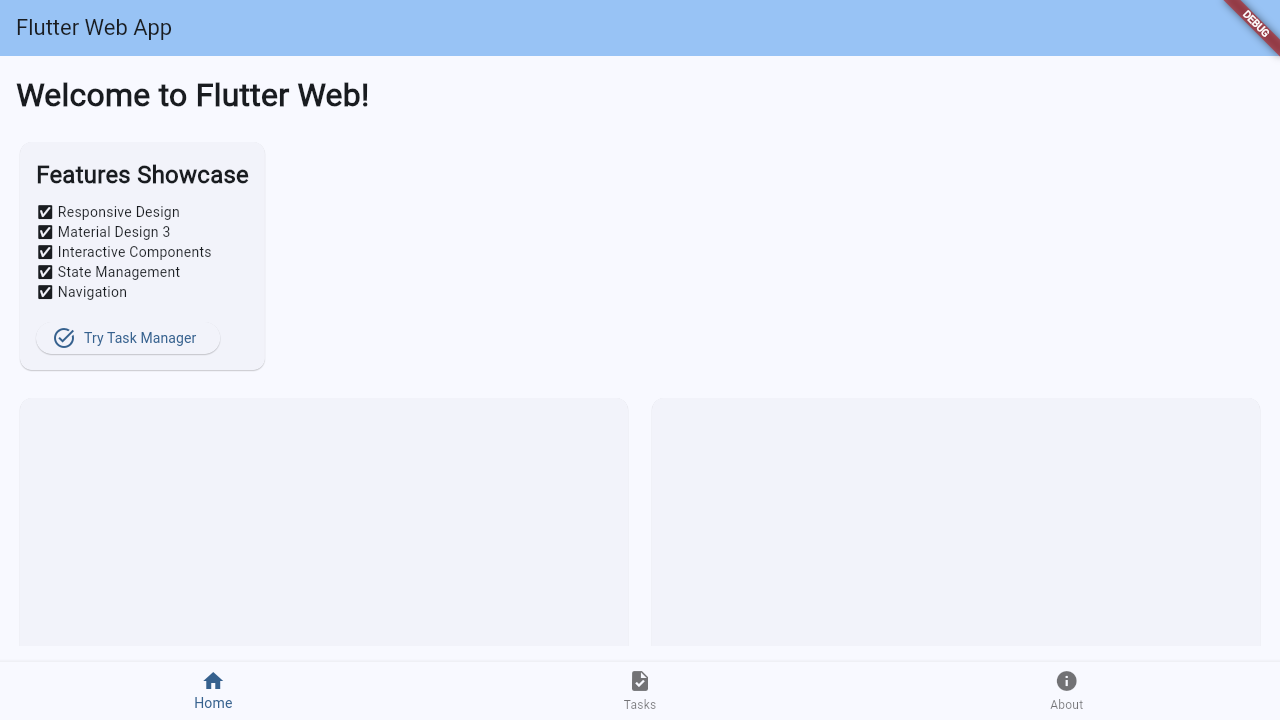 Flutter Web App
DEBUG
Welcome to Flutter Web!
Features Showcase
☑ Responsive Design
☑ Material Design 3
☑ Interactive Components
☑ State Management
☑ Navigation
Try Task Manager
Home
Tasks
About